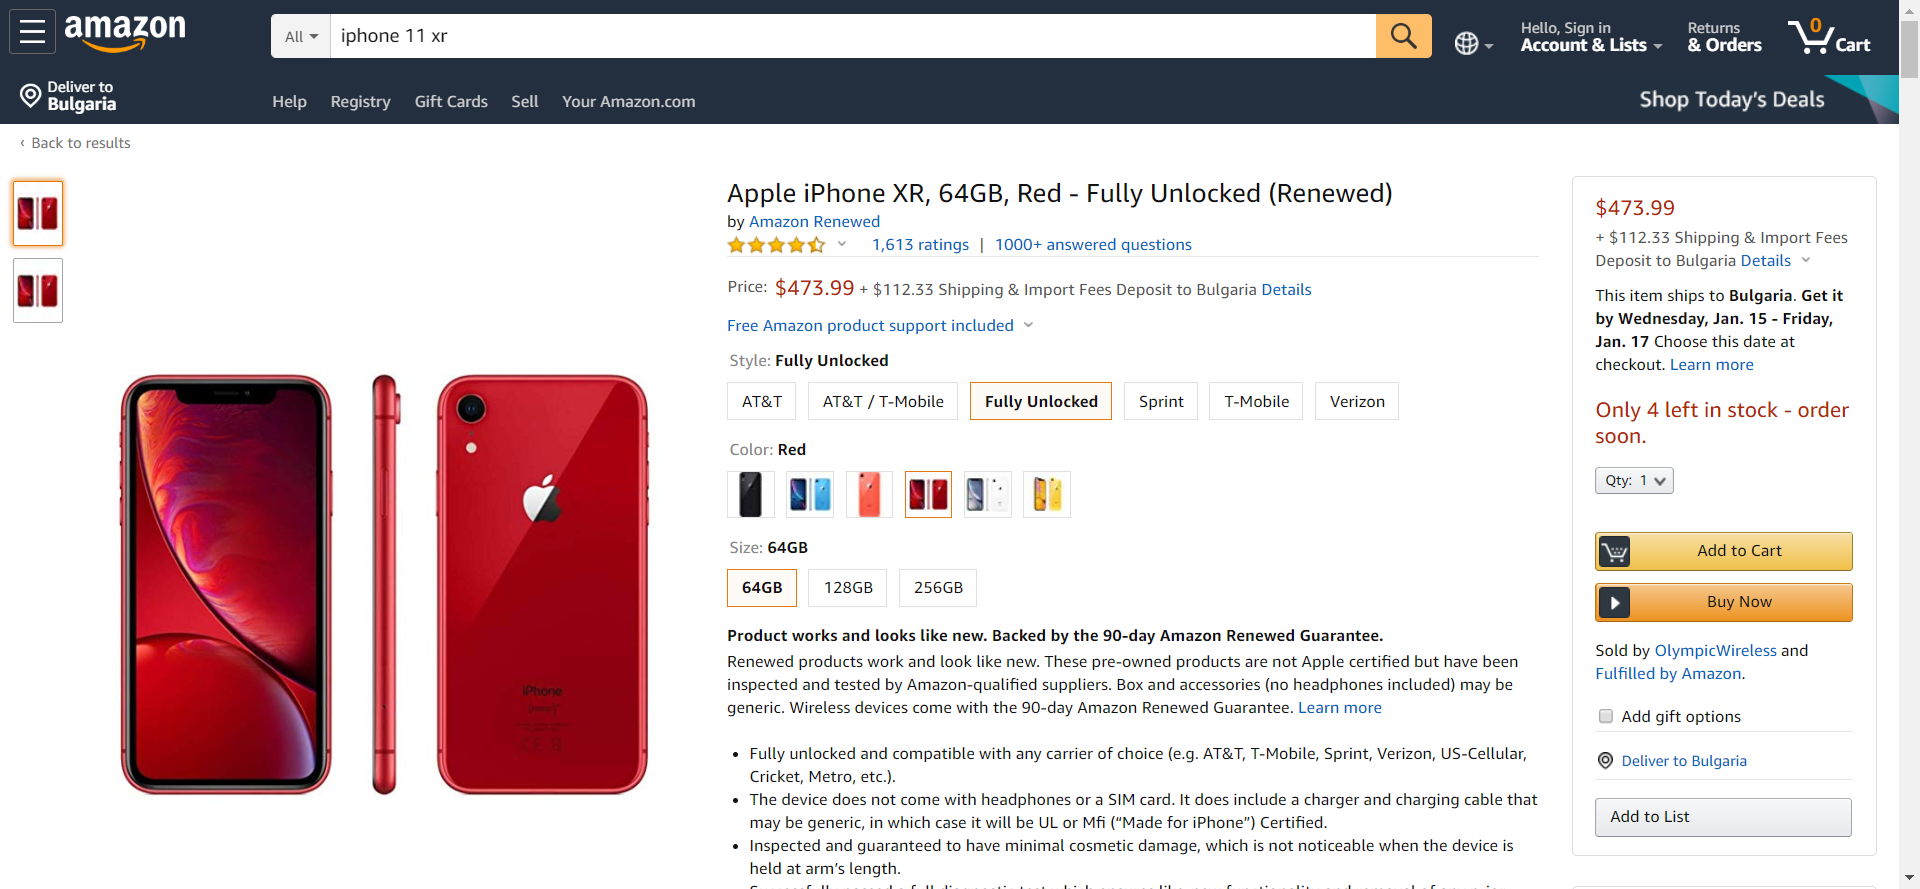 amazon
All
iphone 11 xr
Hello, Sign in
Account & Lists
Returns
& Orders
0
Cart
Deliver to
Bulgaria
Help
Registry
Gift Cards
Sell
Your Amazon.com
Shop Today's Deals
‹ Back to results
Apple iPhone XR, 64GB, Red - Fully Unlocked (Renewed)
by Amazon Renewed
1,613 ratings | 1000+ answered questions
Price: $473.99 + $112.33 Shipping & Import Fees Deposit to Bulgaria Details
Free Amazon product support included
Style: Fully Unlocked
AT&T
AT&T / T-Mobile
Fully Unlocked
Sprint
T-Mobile
Verizon
Color: Red
Size: 64GB
64GB
128GB
256GB
Product works and looks like new. Backed by the 90-day Amazon Renewed Guarantee.
Renewed products work and look like new. These pre-owned products are not Apple certified but have been
inspected and tested by Amazon-qualified suppliers. Box and accessories (no headphones included) may be
generic. Wireless devices come with the 90-day Amazon Renewed Guarantee. Learn more
• Fully unlocked and compatible with any carrier of choice (e.g. AT&T, T-Mobile, Sprint, Verizon, US-Cellular,
Cricket, Metro, etc.).
• The device does not come with headphones or a SIM card. It does include a charger and charging cable that
may be generic, in which case it will be UL or Mfi (“Made for iPhone”) Certified.
• Inspected and guaranteed to have minimal cosmetic damage, which is not noticeable when the device is
held at arm's length.
iPhone
$473.99
+ $112.33 Shipping & Import Fees
Deposit to Bulgaria Details
This item ships to Bulgaria. Get it
by Wednesday, Jan. 15 - Friday,
Jan. 17 Choose this date at
checkout. Learn more
Only 4 left in stock - order
soon.
Qty: 1
Add to Cart
Buy Now
Sold by OlympicWireless and
Fulfilled by Amazon.
Add gift options
Deliver to Bulgaria
Add to List